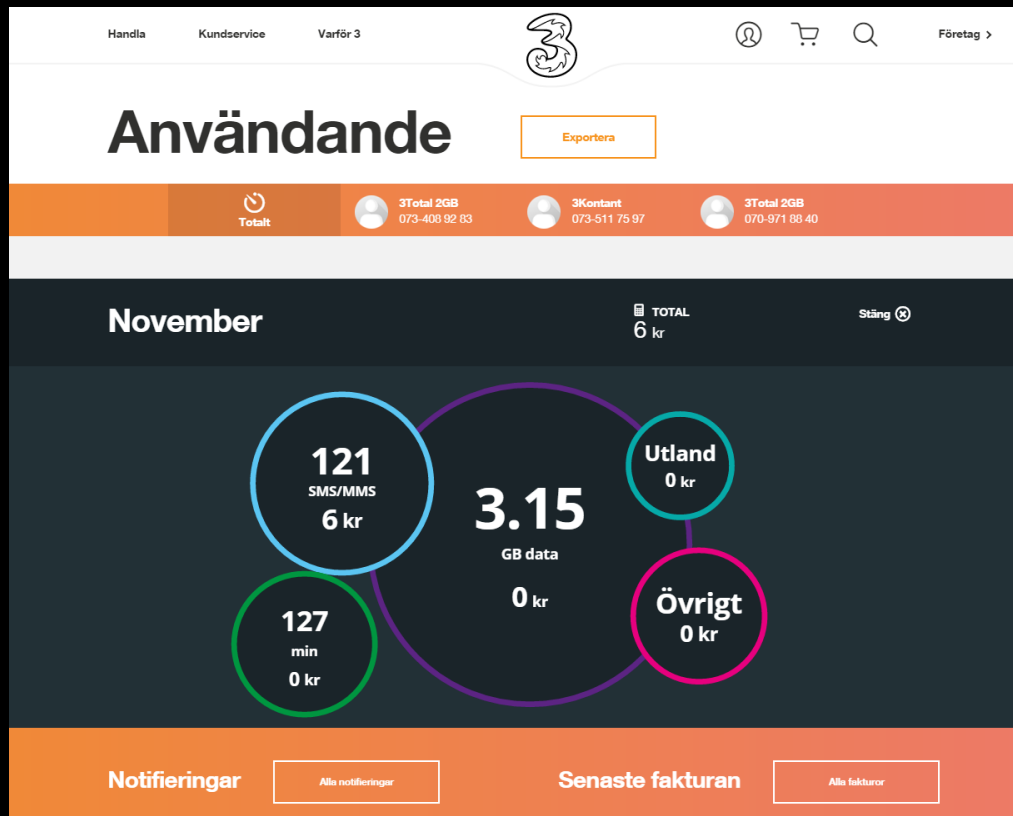 Handla Kundservice Varför 3 3 Företag >
Användande
Exportera
Totalt
3Total 2GB
073-408 92 83
3Kontant
073-511 75 97
3Total 2GB
070-971 88 40
November
TOTAL
6 kr
Stäng
121
SMS/MMS
6 kr
3.15
GB data
0 kr
Utland
0 kr
127
min
0 kr
Övrigt
0 kr
Notifieringar
Alla notifieringar
Senaste fakturan
Alla fakturor